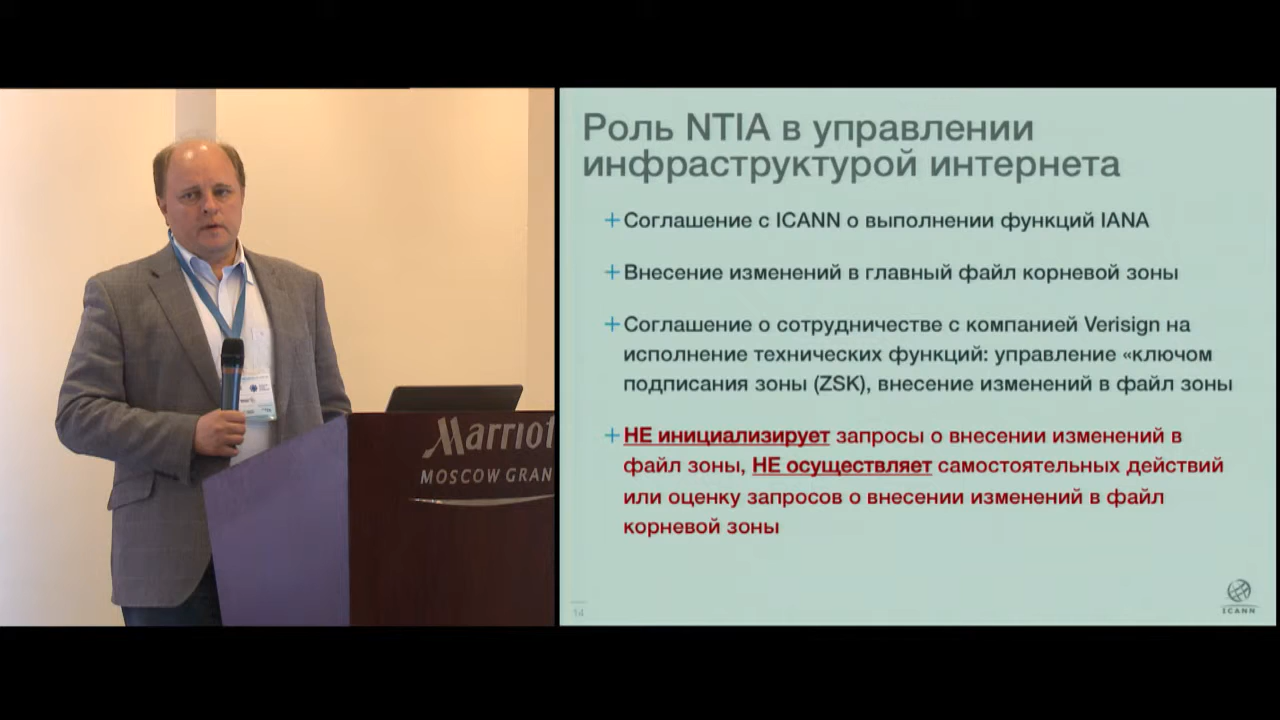 Роль NTIA в управлении
инфраструктурой интернета
+Соглашение с ICANN о выполнении функций IANA
+Внесение изменений в главный файл корневой зоны
+Соглашение о сотрудничестве с компанией Verisign на
исполнение технических функций: управление «ключом
подписания зоны (ZSK), внесение изменений в файл зоны
+НЕ инициализирует запросы о внесении изменений в
файл зоны, НЕ осуществляет самостоятельных действий
или оценку запросов о внесении изменений в файл
корневой зоны
14
ICANN
Marriot
MOSCOW GRAN